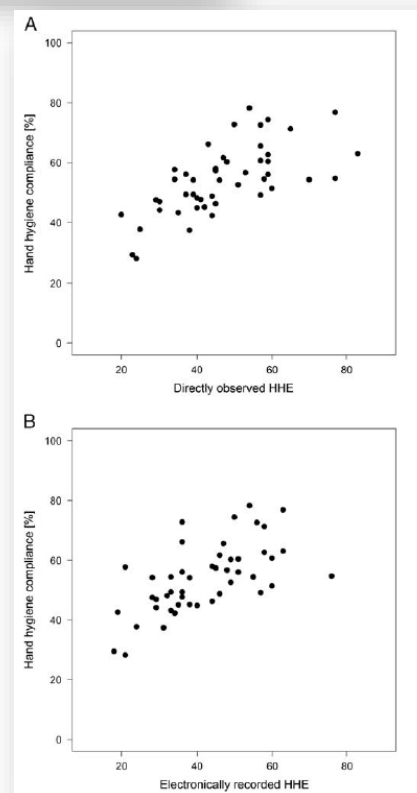 A
100
80
60
40
20
0
Hand hygiene compliance [%]
20 40 60 80
Directly observed HHE
B
100
80
60
40
20
0
Hand hygiene compliance [%]
20 40 60 80
Electronically recorded HHE